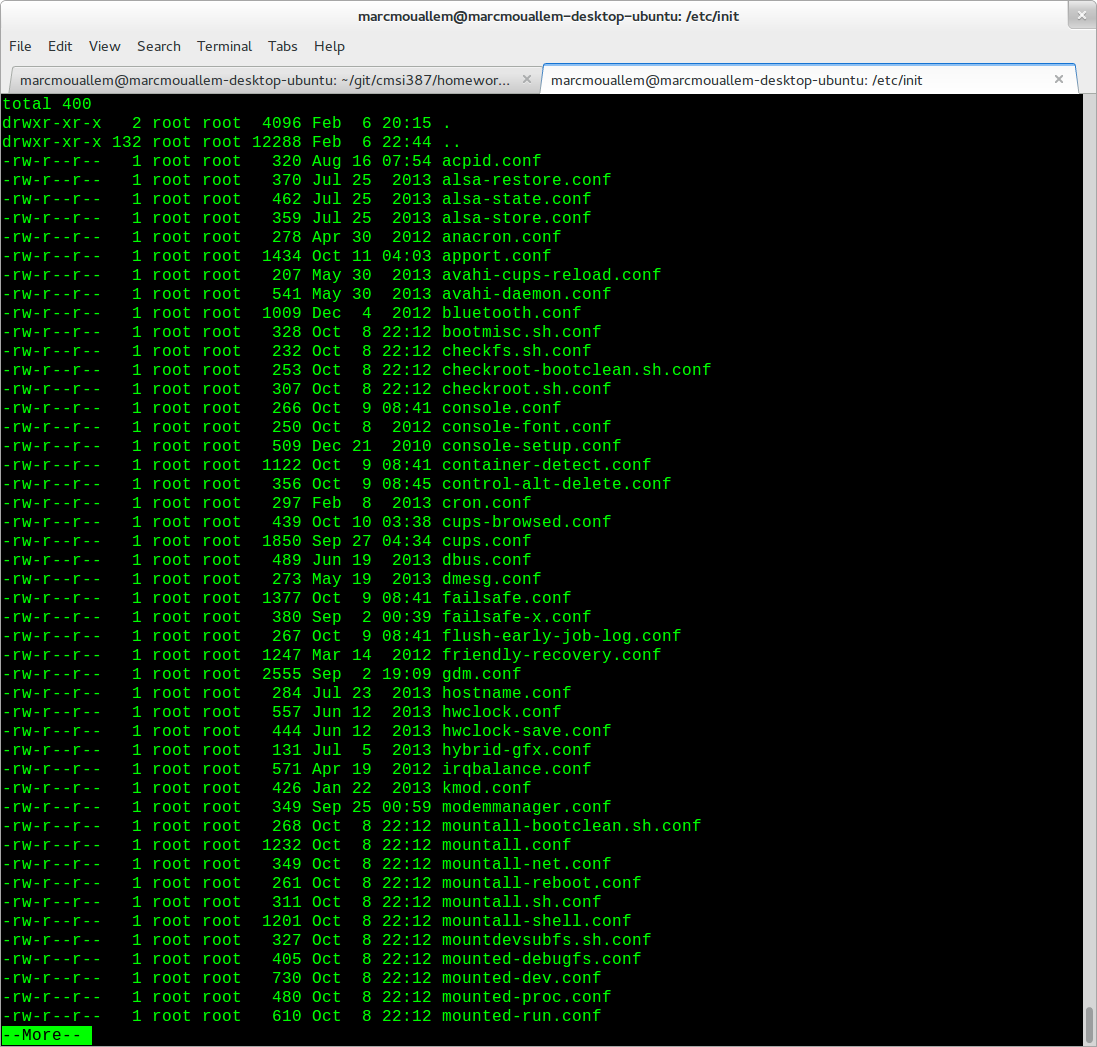 marcmouallem@marcmouallem-desktop-ubuntu: /etc/init
File Edit View Search Terminal Tabs Help
marcmouallem@marcmouallem-desktop-ubuntu: ~/git/cmsi387/homewor... marcmouallem@marcmouallem-desktop-ubuntu: /etc/init
total 400
drwxr-xr-x   2 root root  4096 Feb  6 20:15 .
drwxr-xr-x 132 root root 12288 Feb  6 22:44 ..
-rw-r--r--   1 root root   320 Aug 16 07:54 acpid.conf
-rw-r--r--   1 root root   370 Jul 25  2013 alsa-restore.conf
-rw-r--r--   1 root root   462 Jul 25  2013 alsa-state.conf
-rw-r--r--   1 root root   359 Jul 25  2013 alsa-store.conf
-rw-r--r--   1 root root   278 Apr 30  2012 anacron.conf
-rw-r--r--   1 root root  1434 Oct 11 04:03 apport.conf
-rw-r--r--   1 root root   207 May 30  2013 avahi-cups-reload.conf
-rw-r--r--   1 root root   541 May 30  2013 avahi-daemon.conf
-rw-r--r--   1 root root  1009 Dec  4  2012 bluetooth.conf
-rw-r--r--   1 root root   328 Oct  8 22:12 bootmisc.sh.conf
-rw-r--r--   1 root root   232 Oct  8 22:12 checkfs.sh.conf
-rw-r--r--   1 root root   253 Oct  8 22:12 checkroot-bootclean.sh.conf
-rw-r--r--   1 root root   307 Oct  8 22:12 checkroot.sh.conf
-rw-r--r--   1 root root   266 Oct  9 08:41 console.conf
-rw-r--r--   1 root root   250 Oct  8  2012 console-font.conf
-rw-r--r--   1 root root   509 Dec 21  2010 console-setup.conf
-rw-r--r--   1 root root  1122 Oct  9 08:41 container-detect.conf
-rw-r--r--   1 root root   356 Oct  9 08:45 control-alt-delete.conf
-rw-r--r--   1 root root   297 Feb  8  2013 cron.conf
-rw-r--r--   1 root root   439 Oct 10 03:38 cups-browsed.conf
-rw-r--r--   1 root root  1850 Sep 27 04:34 cups.conf
-rw-r--r--   1 root root   489 Jun 19  2013 dbus.conf
-rw-r--r--   1 root root   273 May 19  2013 dmesg.conf
-rw-r--r--   1 root root  1377 Oct  9 08:41 failsafe.conf
-rw-r--r--   1 root root   380 Sep  2 00:39 failsafe-x.conf
-rw-r--r--   1 root root   267 Oct  9 08:41 flush-early-job-log.conf
-rw-r--r--   1 root root  1247 Mar 14  2012 friendly-recovery.conf
-rw-r--r--   1 root root  2555 Sep  2 19:09 gdm.conf
-rw-r--r--   1 root root   284 Jul 23  2013 hostname.conf
-rw-r--r--   1 root root   557 Jun 12  2013 hwclock.conf
-rw-r--r--   1 root root   444 Jun 12  2013 hwclock-save.conf
-rw-r--r--   1 root root   131 Jul  5  2013 hybrid-gfx.conf
-rw-r--r--   1 root root   571 Apr 19  2012 irqbalance.conf
-rw-r--r--   1 root root   426 Jan 22  2013 kmod.conf
-rw-r--r--   1 root root   349 Sep 25 00:59 modemmanager.conf
-rw-r--r--   1 root root   268 Oct  8 22:12 mountall-bootclean.sh.conf
-rw-r--r--   1 root root  1232 Oct  8 22:12 mountall.conf
-rw-r--r--   1 root root   349 Oct  8 22:12 mountall-net.conf
-rw-r--r--   1 root root   261 Oct  8 22:12 mountall-reboot.conf
-rw-r--r--   1 root root   311 Oct  8 22:12 mountall.sh.conf
-rw-r--r--   1 root root  1201 Oct  8 22:12 mountall-shell.conf
-rw-r--r--   1 root root   327 Oct  8 22:12 mountdevsubfs.sh.conf
-rw-r--r--   1 root root   405 Oct  8 22:12 mounted-debugfs.conf
-rw-r--r--   1 root root   730 Oct  8 22:12 mounted-dev.conf
-rw-r--r--   1 root root   480 Oct  8 22:12 mounted-proc.conf
-rw-r--r--   1 root root   610 Oct  8 22:12 mounted-run.conf
--More--